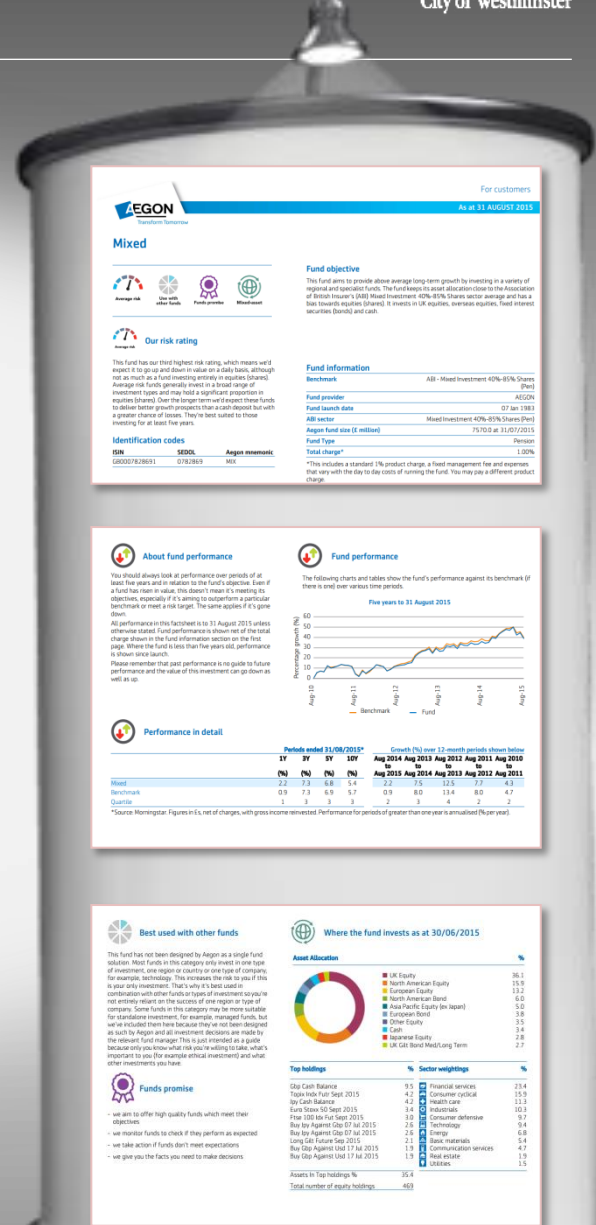 City of Westminster
For customers
AEGON
Transform Tomorrow
As at 31 AUGUST 2015
Mixed
Average risk
Use with other funds
Funds promise
Mixed-asset
Our risk rating
Average risk
This fund has our third highest risk rating, which means we'd
expect it to go up and down in value on a daily basis, although
not as much as a fund investing entirely in equities (shares).
Average risk funds generally invest in a broad range of
investment types and may hold a significant proportion in
equities (shares). Over the longer term we'd expect these funds
to deliver better growth prospects than a cash deposit but with
a greater chance of losses. They're best suited to those
investing for at least five years.
Identification codes
ISIN SEDOL Aegon mnemonic
GB0007828691 0782869 MIX
Fund objective
This fund aims to provide above average long-term growth by investing in a variety of
regional and specialist funds. The fund keeps its asset allocation close to the Association
of British Insurer's (ABI) Mixed Investment 40%-85% Shares sector average and has a
bias towards equities (shares). It invests in UK equities, overseas equities, fixed interest
securities (bonds) and cash.
Fund information
Benchmark ABI - Mixed Investment 40%-85% Shares
(Pen)
Fund provider AEGON
Fund launch date 07 Jan 1983
ABI sector Mixed Investment 40%-85% Shares (Pen)
Aegon fund size (£ million) 7570.0 at 31/07/2015
Fund Type Pension
Total charge* 1.00%
*This includes a standard 1% product charge, a fixed management fee and expenses
that vary with the day to day costs of running the fund. You may pay a different product
charge.
About fund performance
You should always look at performance over periods of at
least five years and in relation to the fund's objective. Even if
a fund has risen in value, this doesn't mean it's meeting its
objectives, especially if it's aiming to outperform a particular
benchmark or meet a risk target. The same applies if it's gone
down.
All performance in this factsheet is to 31 August 2015 unless
otherwise stated. Fund performance is shown net of the total
charge shown in the fund information section on the first
page. Where the fund is less than five years old, performance
is shown since launch.
Please remember that past performance is no guide to future
performance and the value of this investment can go down as
well as up.
Fund performance
The following charts and tables show the fund's performance against its benchmark (if
there is one) over various time periods.
Five years to 31 August 2015
Percentage growth (%)
60
50
40
30
20
10
0
Aug-10 Aug-11 Aug-12 Aug-13 Aug-14 Aug-15
Benchmark Fund
Performance in detail
Periods ended 31/08/2015* Growth (%) over 12-month periods shown below
1Y 3Y 5Y 10Y Aug 2014 Aug 2013 Aug 2012 Aug 2011 Aug 2010
to to to to to
(%) (%) (%) (%) Aug 2015 Aug 2014 Aug 2013 Aug 2012 Aug 2011
Mixed 2.2 7.3 6.8 5.4 2.2 7.5 12.5 7.7 4.3
Benchmark 0.9 7.3 6.9 5.7 0.9 8.0 13.4 8.0 4.7
Quartile 1 3 3 3 2 3 4 2 2
*Source: Morningstar. Figures in £s, net of charges, with gross income reinvested. Performance for periods of greater than one year is annualised (% per year).
Best used with other funds
This fund has not been designed by Aegon as a single fund
solution. Most funds in this category only invest in one type
of investment, one region or country or one type of company,
for example, technology. This increases the risk to you if this
is your only investment. That's why it's best used in
combination with other funds or types of investment so you're
not entirely reliant on the success of one region or type of
company. Some funds in this category may be more suitable
for standalone investment, for example, managed funds, but
we've included them here because they've not been designed
as such by Aegon and all investment decisions are made by
the relevant fund manager. This is just intended as a guide
because only you know what risk you're willing to take, what's
important to you (for example ethical investment) and what
other investments you have.
Funds promise
- we aim to offer high quality funds which meet their
objectives
- we monitor funds to check if they perform as expected
- we take action if funds don't meet expectations
- we give you the facts you need to make decisions
Where the fund invests as at 30/06/2015
Asset Allocation %
UK Equity 36.1
North American Equity 15.9
European Equity 13.2
North American Bond 6.0
Asia Pacific Equity (ex Japan) 5.0
European Bond 3.8
Other Equity 3.5
Cash 3.4
Japanese Equity 2.8
UK Gilt Bond Med/Long Term 2.7
Top holdings %
Gbp Cash Balance 9.5
Topix Indx Futr Sept 2015 4.2
Jpy Cash Balance 4.2
Euro Stoxx 50 Sept 2015 3.4
Ftse 100 Idx Fut Sept 2015 3.0
Buy Jpy Against Gbp 07 Jul 2015 2.6
Buy Jpy Against Gbp 07 Jul 2015 2.6
Long Gilt Future Sep 2015 2.1
Buy Gbp Against Usd 17 Jul 2015 1.9
Buy Gbp Against Usd 17 Jul 2015 1.9
Assets in Top holdings % 35.4
Total number of equity holdings 469
Sector weightings %
Financial services 23.4
Consumer cyclical 15.9
Health care 11.3
Industrials 10.3
Consumer defensive 9.7
Technology 9.4
Energy 6.8
Basic materials 5.4
Communication services 4.7
Real estate 1.9
Utilities 1.5